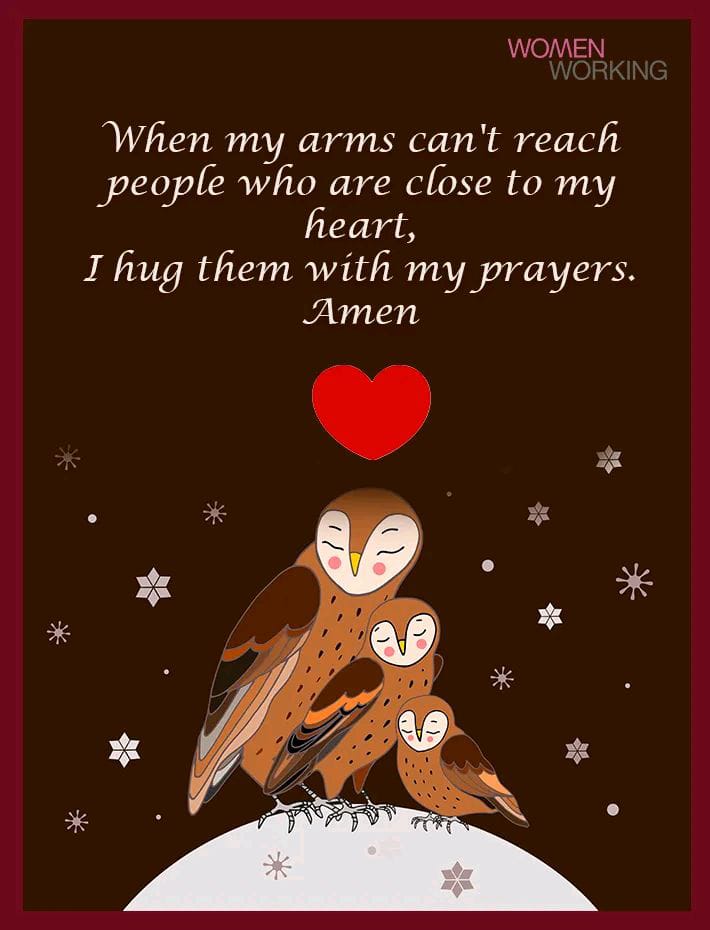 WOMEN
WORKING
When my arms can't reach
people who are close to my
heart,
I hug them with my prayers.
Amen